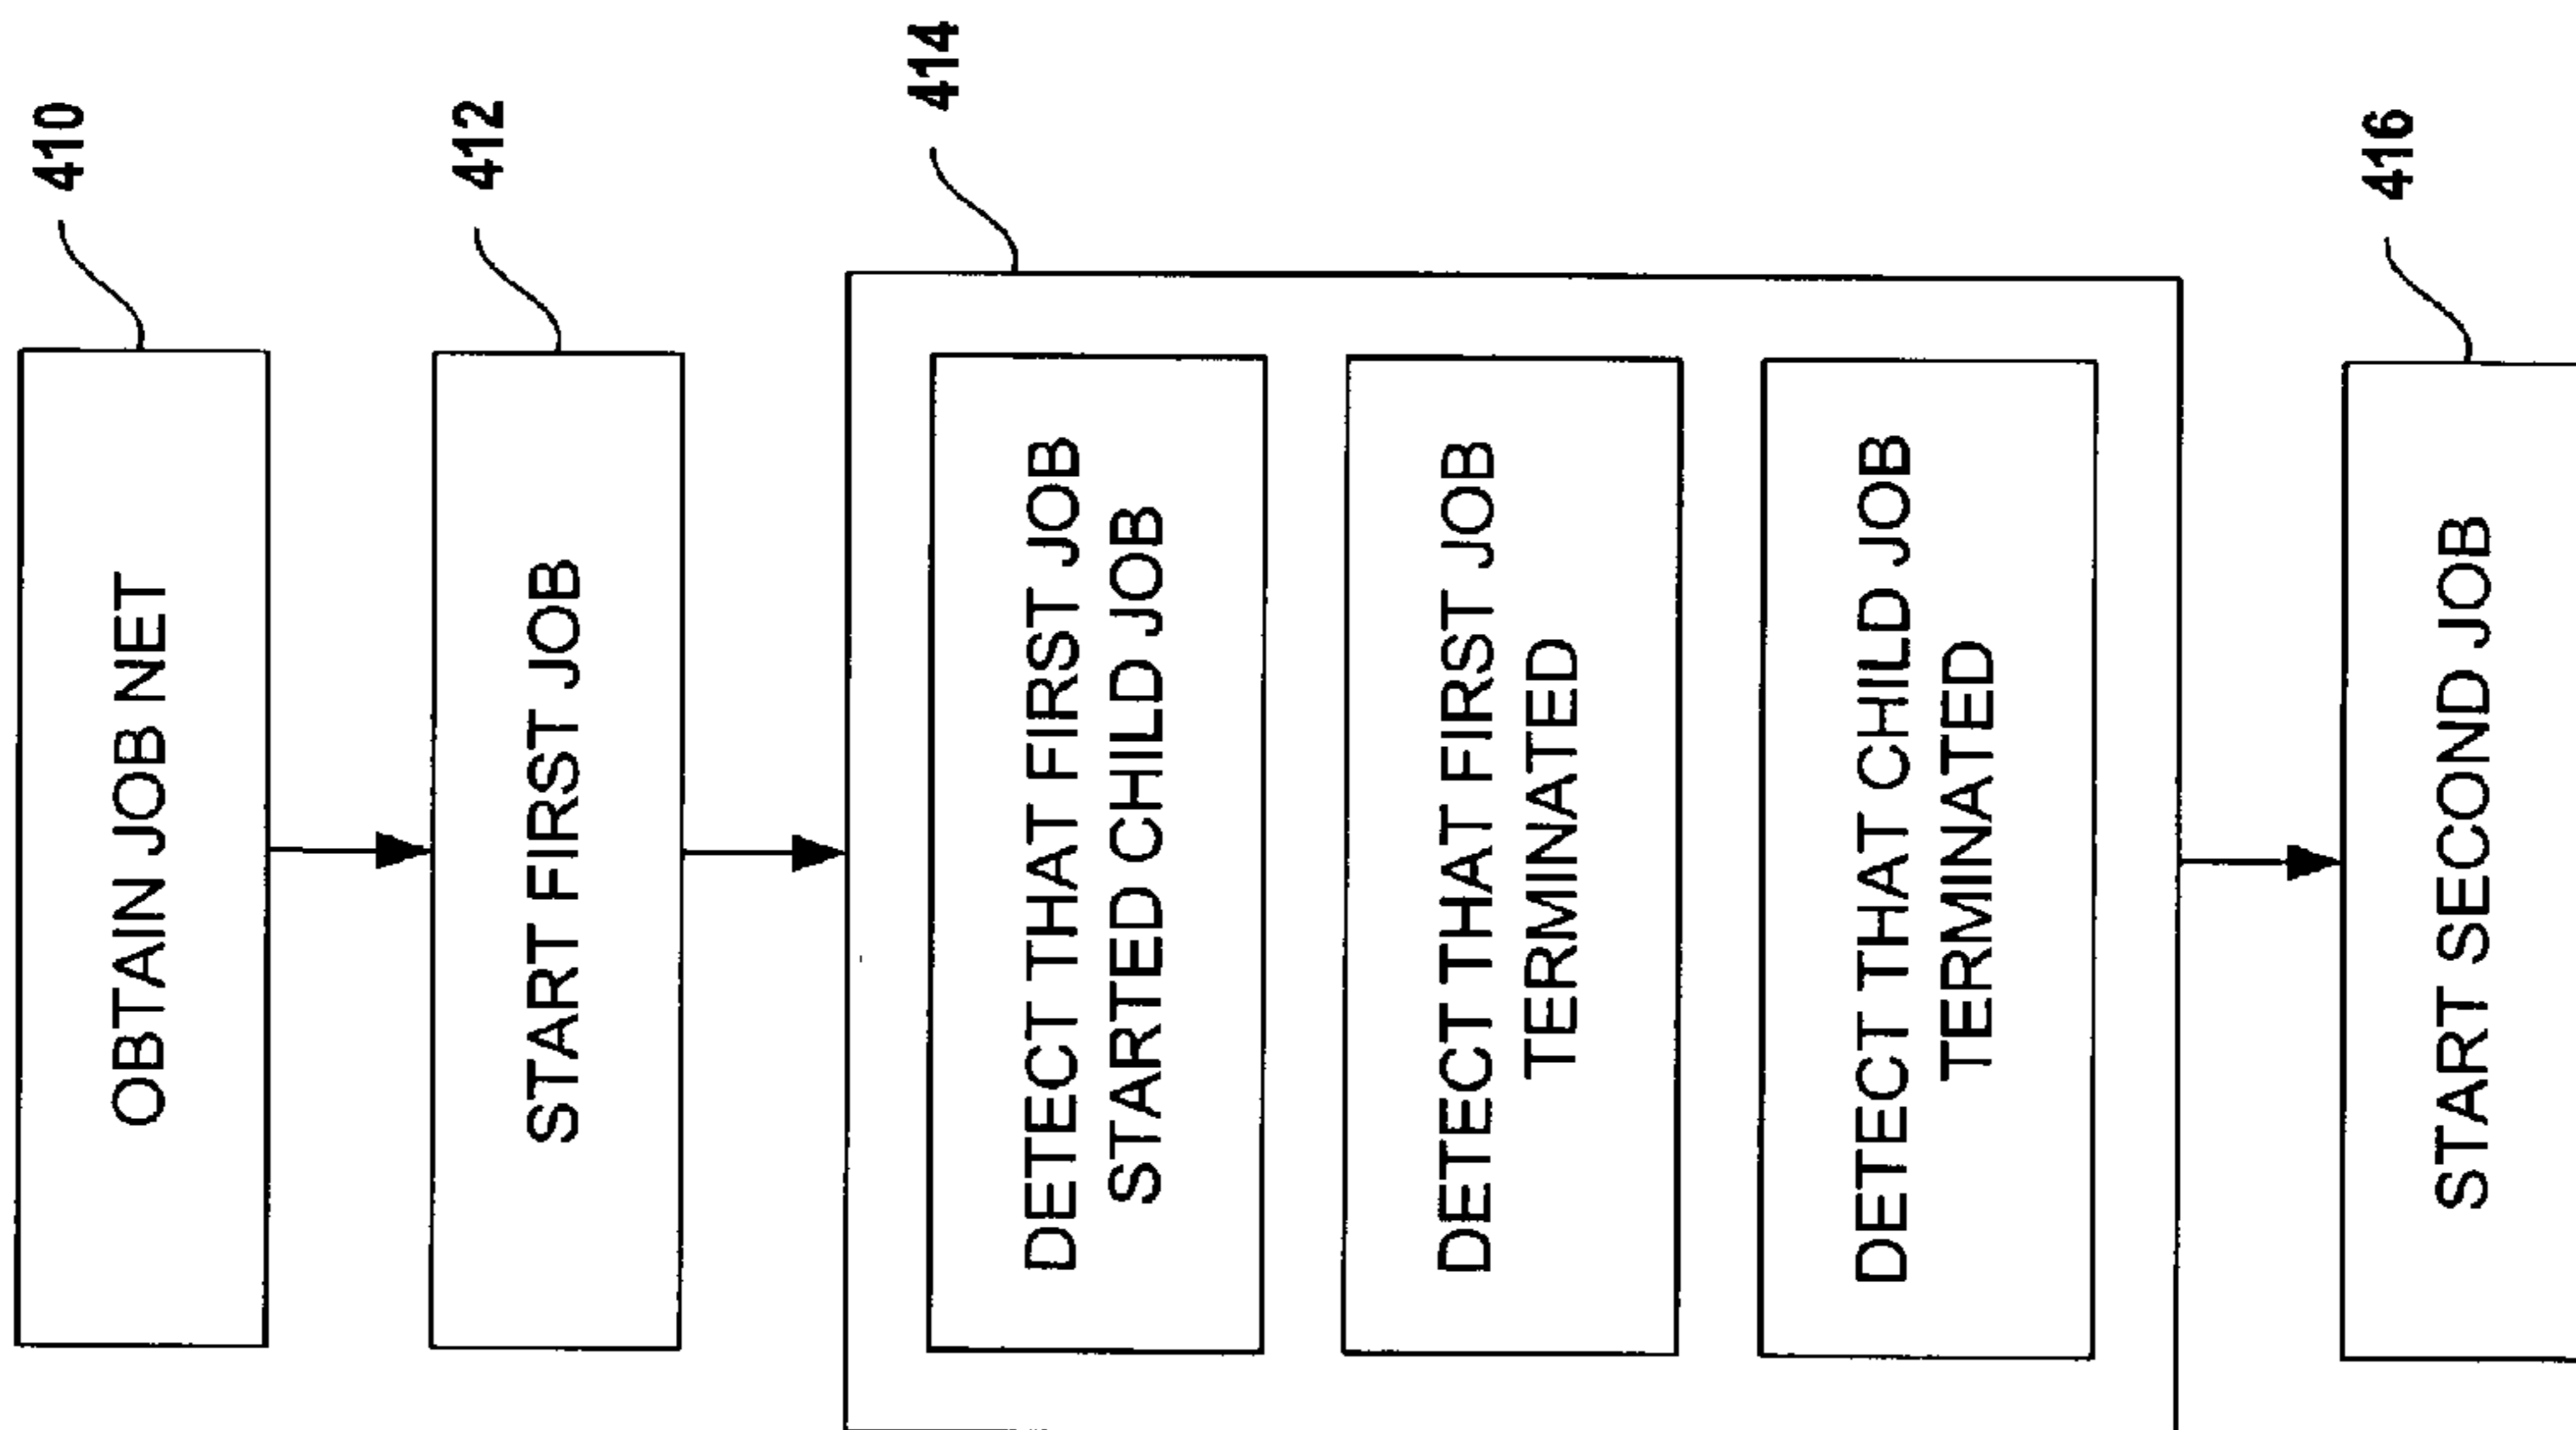 410
OBTAIN JOB NET
412
START FIRST JOB
414
DETECT THAT FIRST JOB
STARTED CHILD JOB
DETECT THAT FIRST JOB
TERMINATED
DETECT THAT CHILD JOB
TERMINATED
416
START SECOND JOB